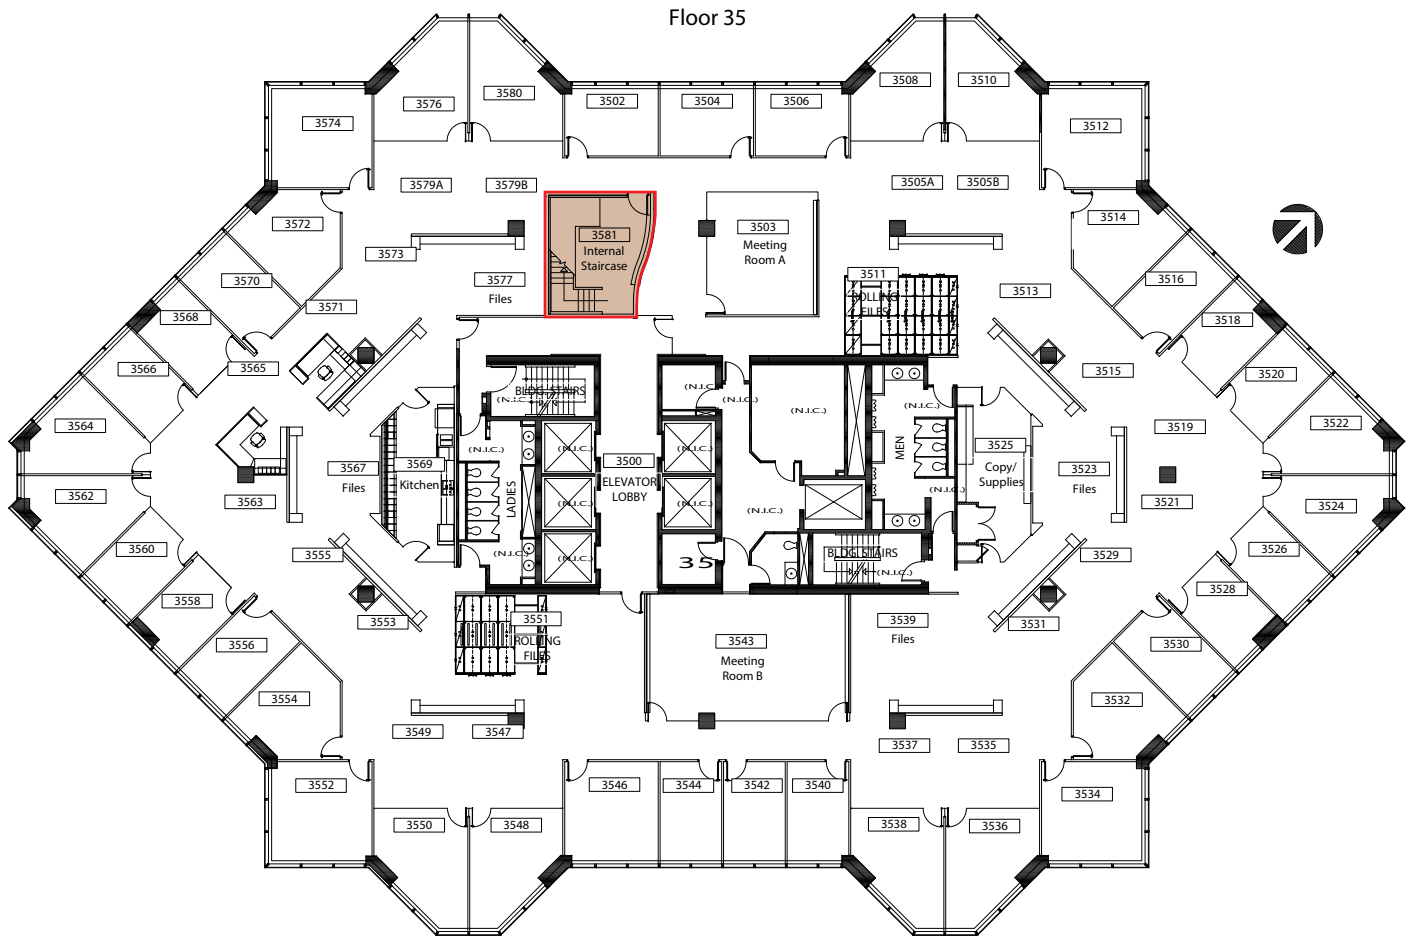 Floor 35
3508
3510
3576
3580
3502
3504
3506
3574
3512
3579A
3579B
3505A
3505B
3572
3514
3581
Internal
Staircase
3503
Meeting
Room A
3573
3577
Files
3511
ROLLING
FILES
3570
3516
3513
3571
3568
3518
3566
3565
3515
3520
BLDG STAIRS
(N.I.C.)
(N.I.C.)
(N.I.C.)
(N.I.C.)
(N.I.C.)
3564
3519
3522
MEN
3525
Copy/
Supplies
3567
Files
3569
Kitchen
(N.I.C.)
(N.I.C.)
3500
ELEVATOR
LOBBY
(N.I.C.)
3523
Files
3562
3563
LADIES
(N.I.C.)
(N.I.C.)
(N.I.C.)
(N.I.C.)
3521
3524
3560
3555
(N.I.C.)
(N.I.C.)
35
BLDG STAIRS
(N.I.C.)
3529
3526
3558
3553
3551
ROLLING
FILES
3528
3539
Files
3531
3556
3543
Meeting
Room B
3530
3554
3532
3549
3547
3537
3535
3552
3546
3544
3542
3540
3534
3550
3548
3538
3536